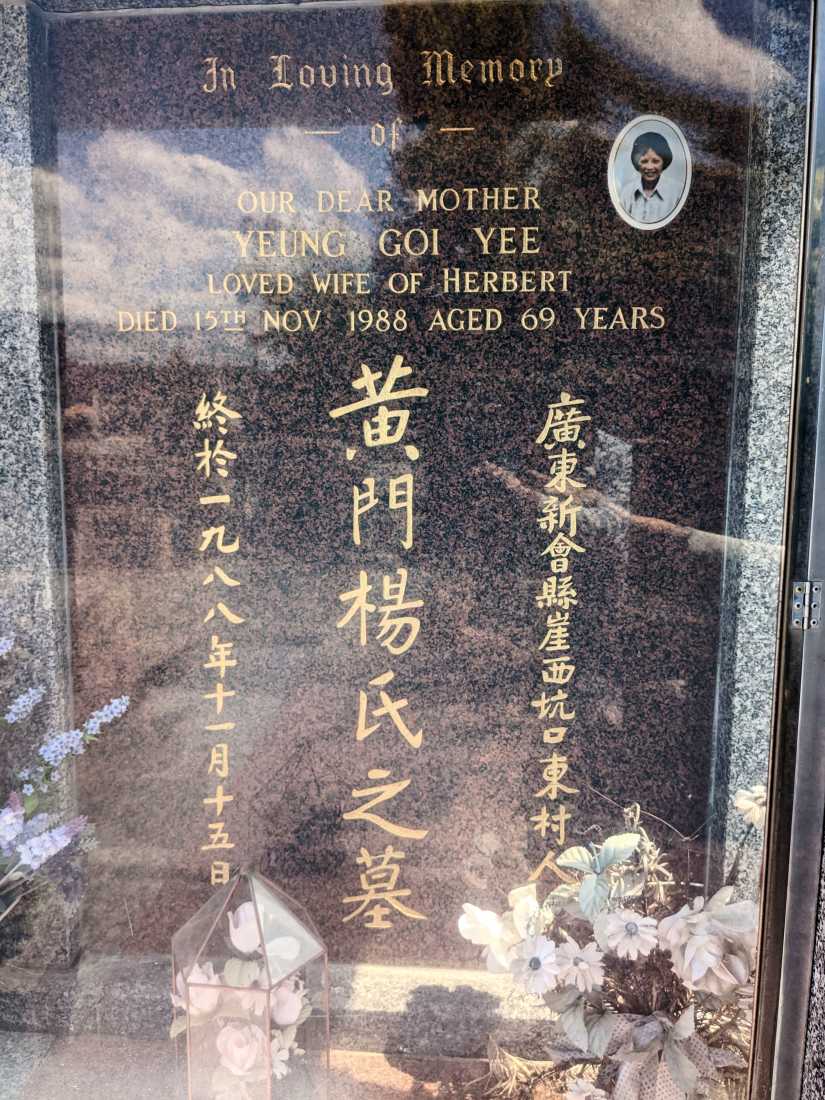 In Loving Memory
— of —
OUR DEAR MOTHER
YEUNG GOI YEE
LOVED WIFE OF HERBERT
DIED 15TH NOV 1988 AGED 69 YEARS
廣東新會縣崖西坑口東村人
黃門楊氏之墓
終於一九八八年十一月十五日